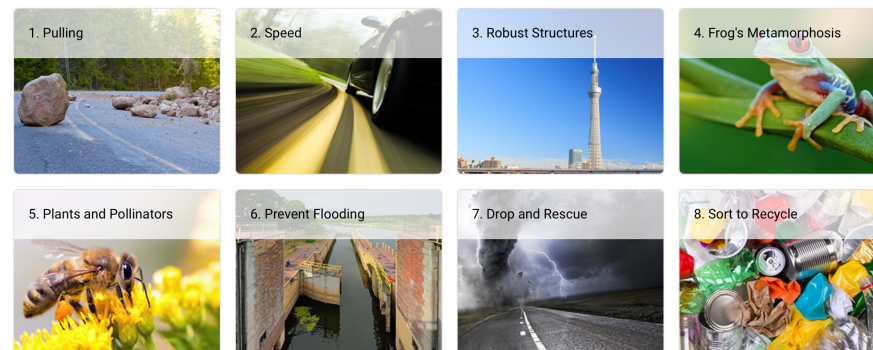 1. Pulling
2. Speed
3. Robust Structures
4. Frog's Metamorphosis
5. Plants and Pollinators
6. Prevent Flooding
7. Drop and Rescue
8. Sort to Recycle